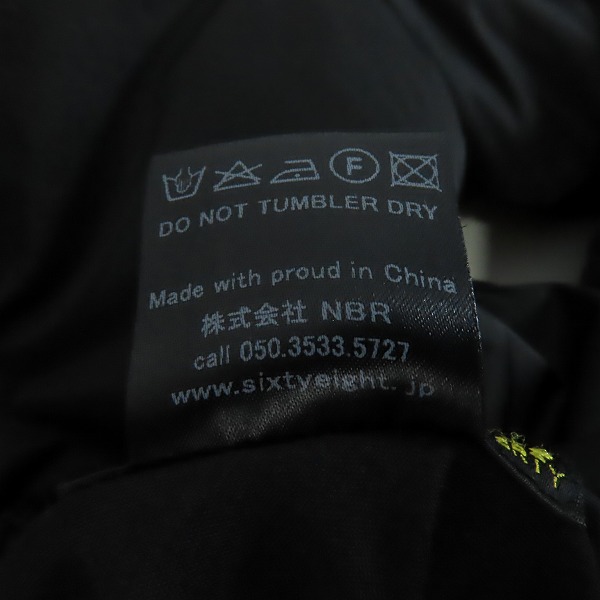 F
DO NOT TUMBLER DRY
Made with proud in China
株式会社 NBR
call 050.3533.5727
www.sixtyeight.jp